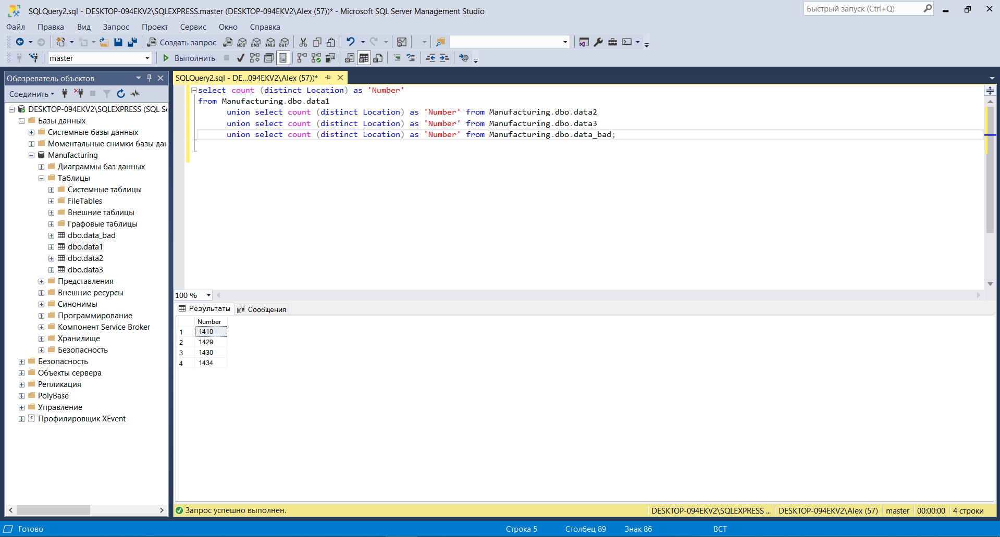 SQLQuery2.sql - DESKTOP-094EKV2\SQLEXPRESS.master (DESKTOP-094EKV2\Alex (57))* - Microsoft SQL Server Management Studio
Быстрый запуск (Ctrl+Q)
Файл Правка Вид Запрос Проект Сервис Окно Справка
Создать запрос MDX DMX XMLA DAX
master Выполнить
Обозреватель объектов
Соединить
DESKTOP-094EKV2\SQLEXPRESS (SQL Se
Базы данных
Системные базы данных
Моментальные снимки базы дан
Manufacturing
Диаграммы баз данных
Таблицы
Системные таблицы
FileTables
Внешние таблицы
Графовые таблицы
dbo.data_bad
dbo.data1
dbo.data2
dbo.data3
Представления
Внешние ресурсы
Синонимы
Программирование
Компонент Service Broker
Хранилище
Безопасность
Безопасность
Объекты сервера
Репликация
PolyBase
Управление
Профилировщик XEvent
SQLQuery2.sql - DE...094EKV2\Alex (57))*
select count (distinct Location) as 'Number'
from Manufacturing.dbo.data1
union select count (distinct Location) as 'Number' from Manufacturing.dbo.data2
union select count (distinct Location) as 'Number' from Manufacturing.dbo.data3
union select count (distinct Location) as 'Number' from Manufacturing.dbo.data_bad;
100 %
Результаты Сообщения
Number
1 1410
2 1429
3 1430
4 1434
Запрос успешно выполнен. DESKTOP-094EKV2\SQLEXPRESS ... DESKTOP-094EKV2\Alex (57) master 00:00:00 4 строки
Готово Строка 5 Столбец 89 Знак 86 ВСТ